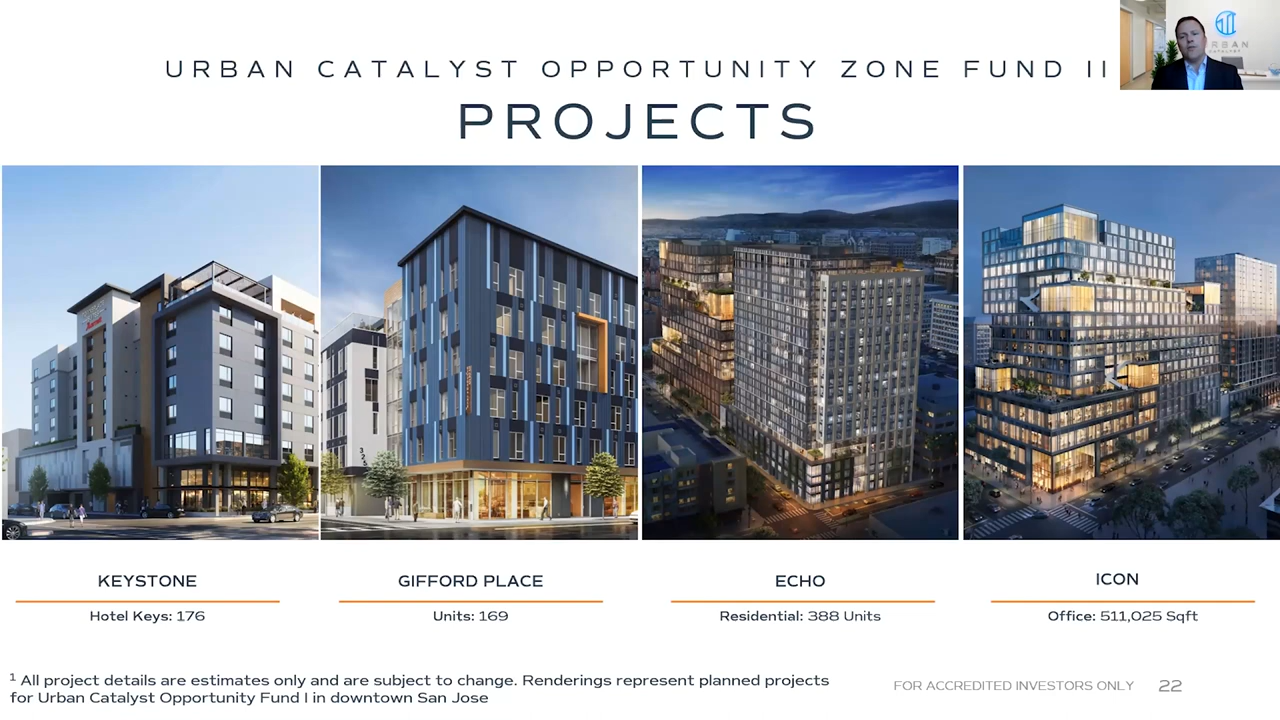 URBAN CATALYST OPPORTUNITY ZONE FUND II
PROJECTS
KEYSTONE
Hotel Keys: 176
GIFFORD PLACE
Units: 169
ECHO
Residential: 388 Units
ICON
Office: 511,025 Sqft
1 All project details are estimates only and are subject to change. Renderings represent planned projects
for Urban Catalyst Opportunity Fund I in downtown San Jose
FOR ACCREDITED INVESTORS ONLY 22